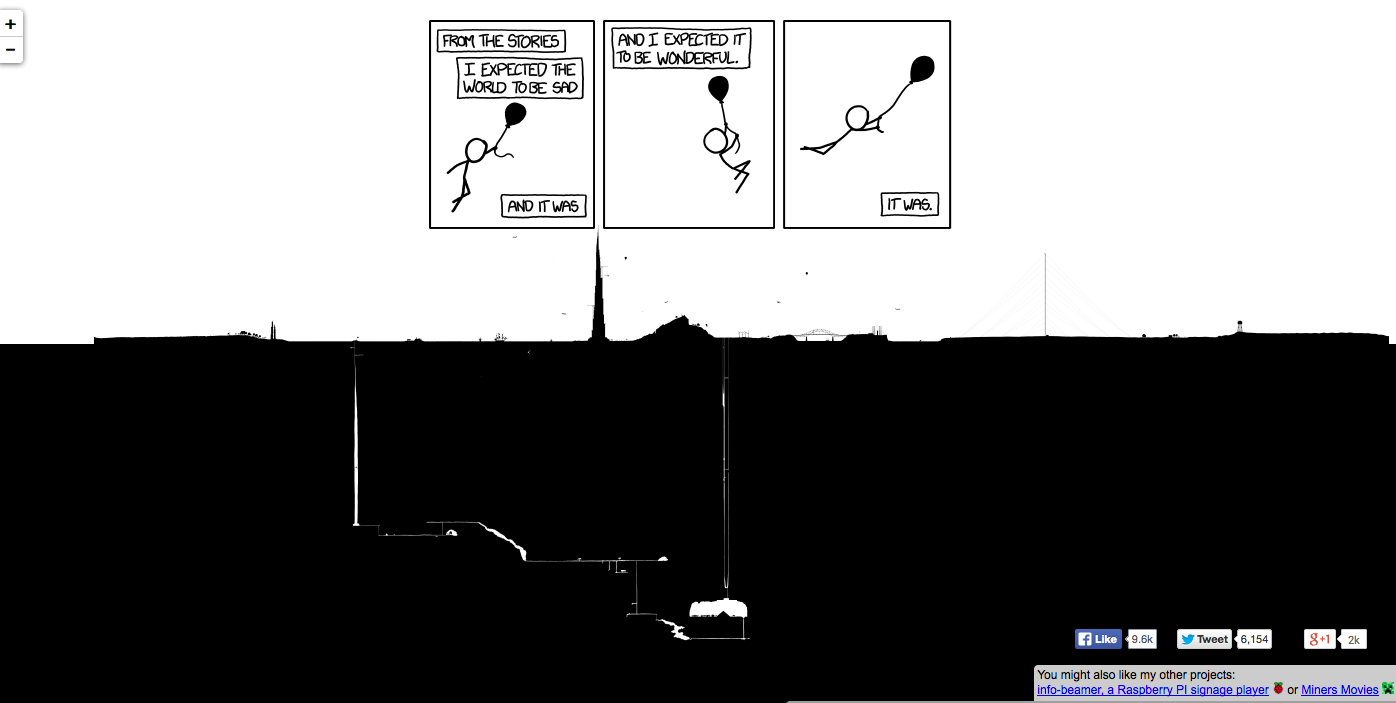 +
−
FROM THE STORIES
I EXPECTED THE
WORLD TO BE SAD
AND IT WAS
AND I EXPECTED IT
TO BE WONDERFUL.
IT WAS.
Like 9.6k Tweet 6,154 g+1 2k
You might also like my other projects:
info-beamer, a Raspberry PI signage player or Miners Movies